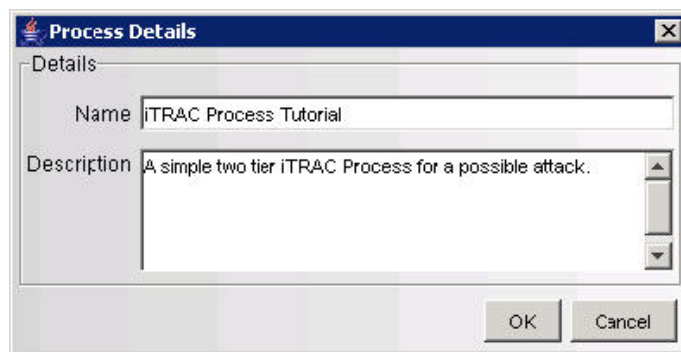 Process Details
Details
Name iTRAC Process Tutorial
Description A simple two tier iTRAC Process for a possible attack.
OK Cancel